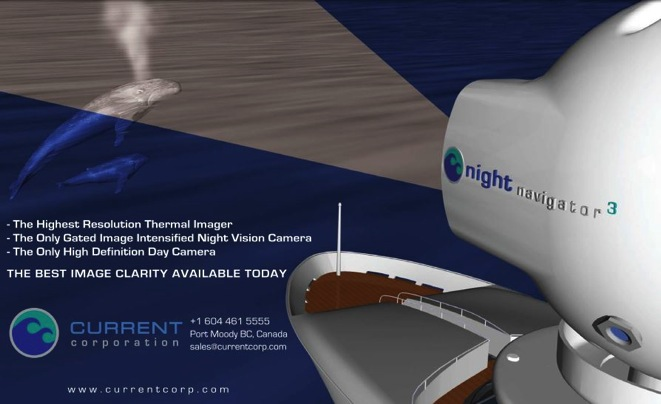 night navigator 3
- The Highest Resolution Thermal Imager
- The Only Gated Image Intensified Night Vision Camera
- The Only High Definition Day Camera
THE BEST IMAGE CLARITY AVAILABLE TODAY
CURRENT
corporation
+1 604 461 5555
Port Moody BC, Canada
sales@currentcorp.com
www.currentcorp.com